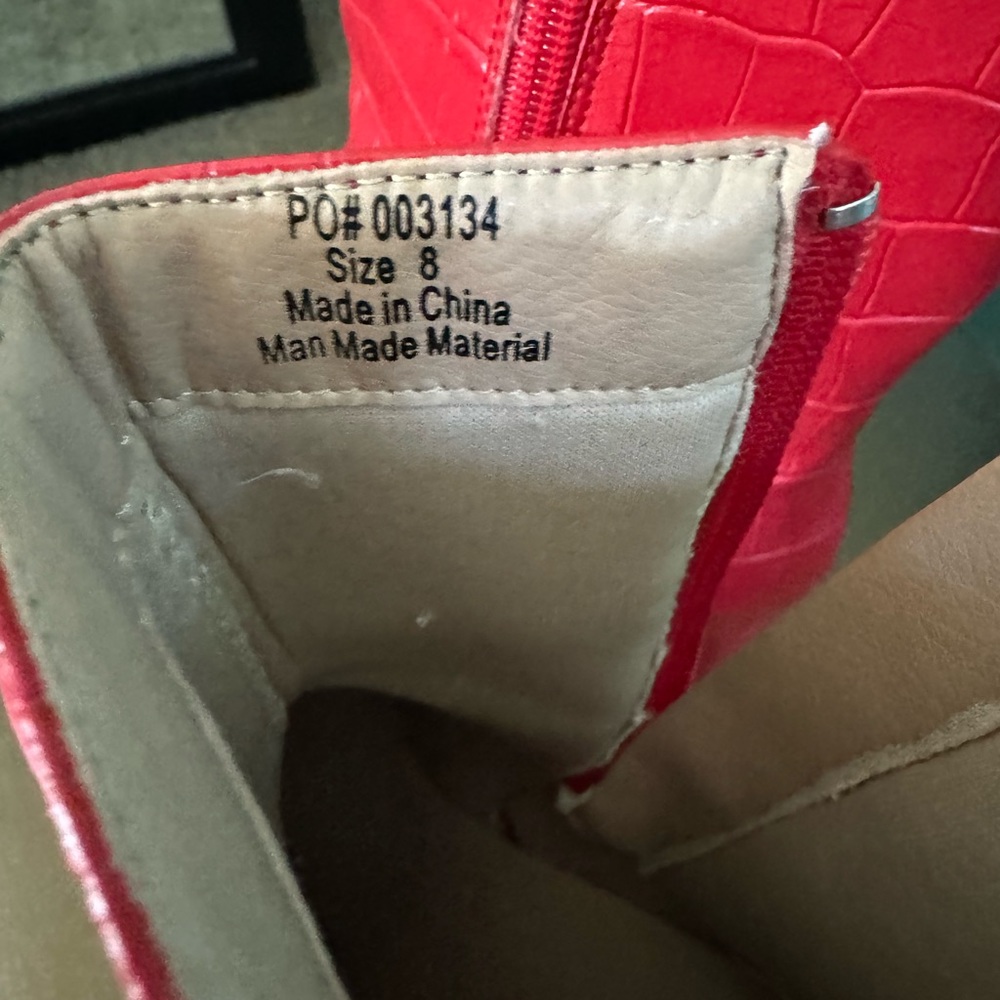 PO# 003134
Size 8
Made in China
Man Made Material